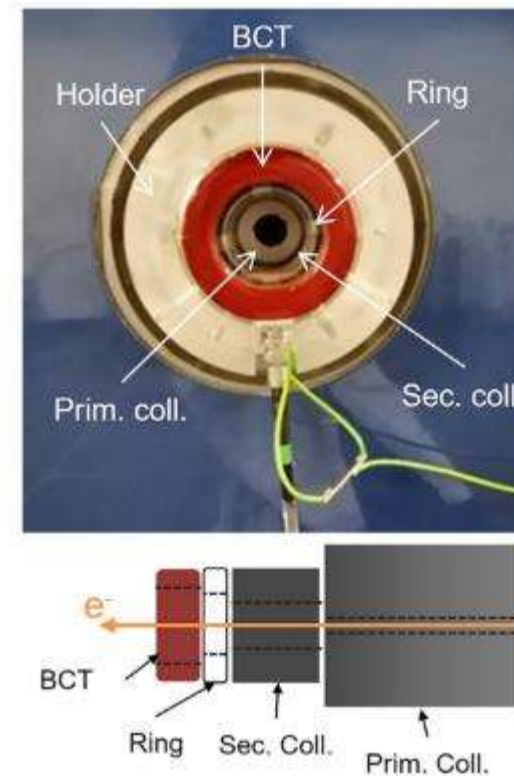 BCT
Holder
Ring
Prim. coll.
Sec. coll
e⁻
BCT
Ring
Sec. Coll.
Prim. Coll.